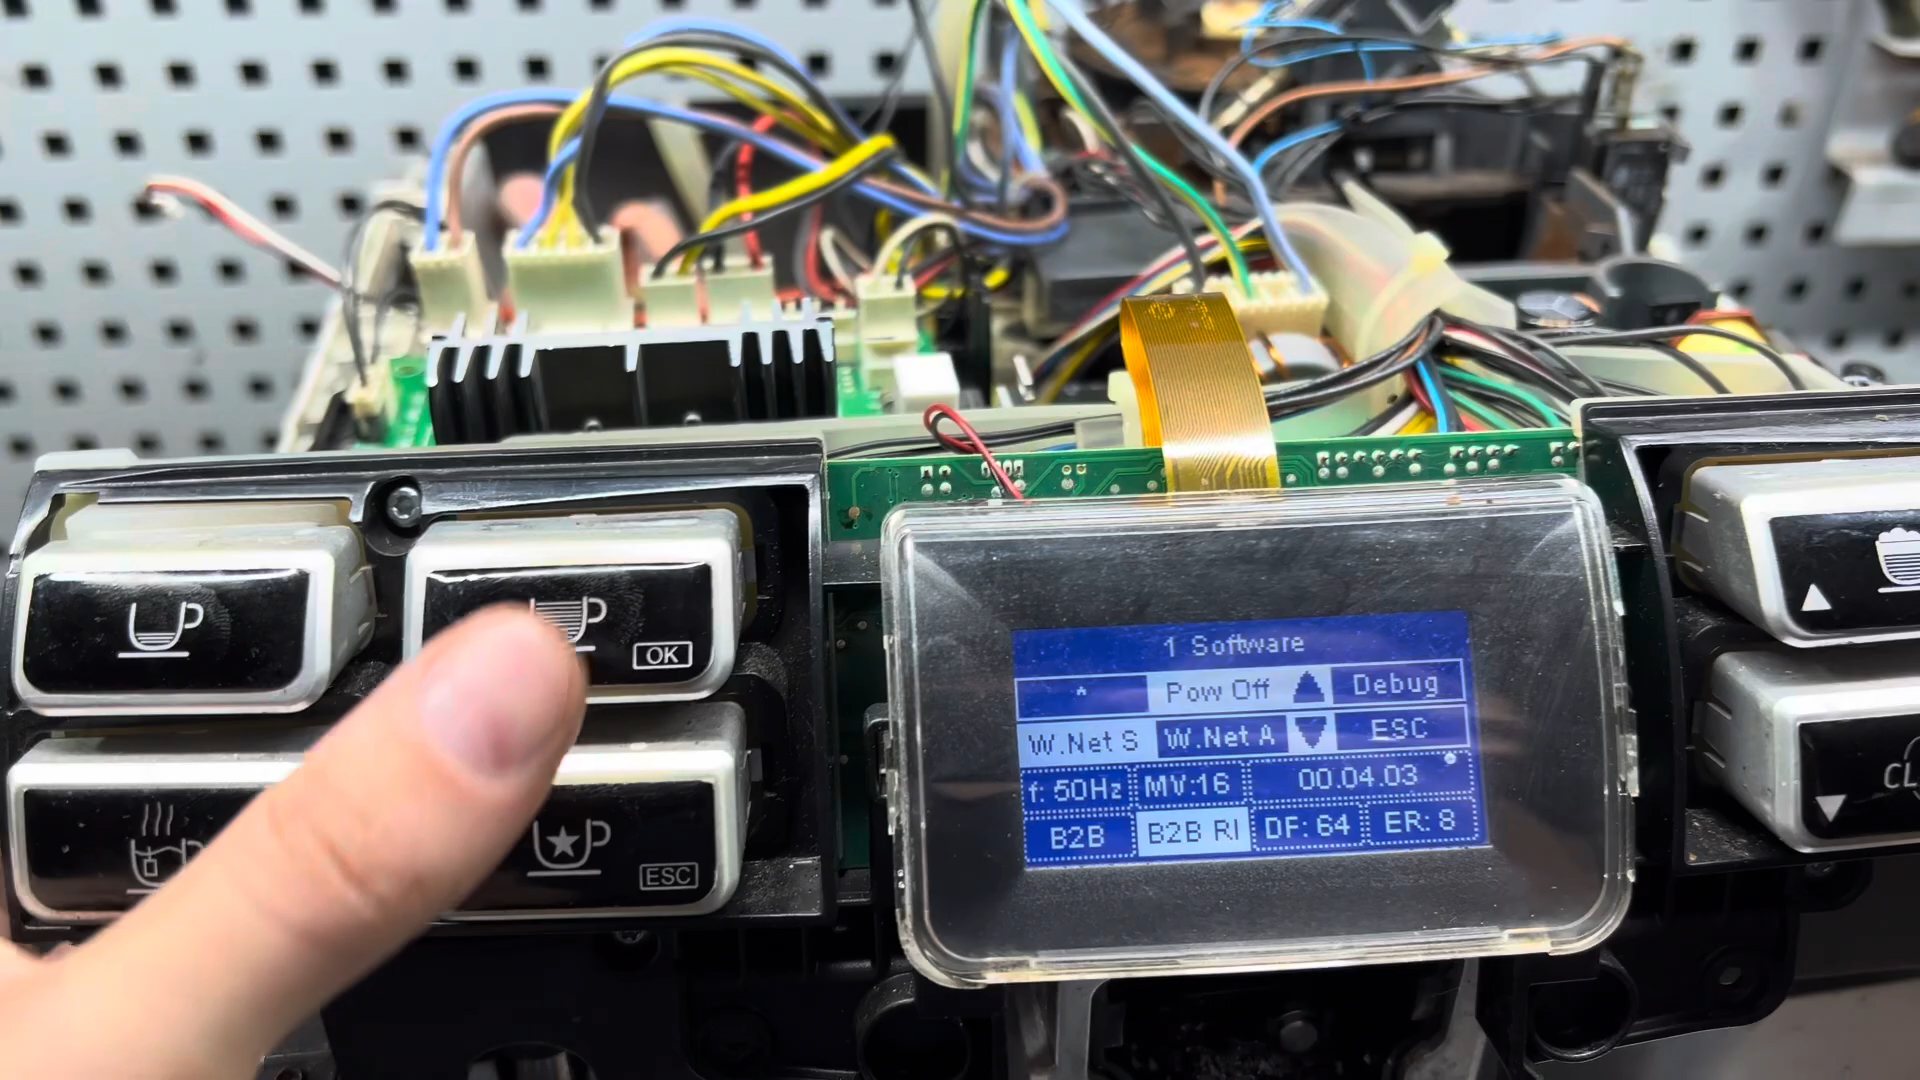 1 Software
^ Pow Off ▲ Debug
W.Net S W.Net A ▼ ESC
f: 50Hz MV:16 00.04.03
B2B B2B RI DF: 64 ER: 8
OK
ESC